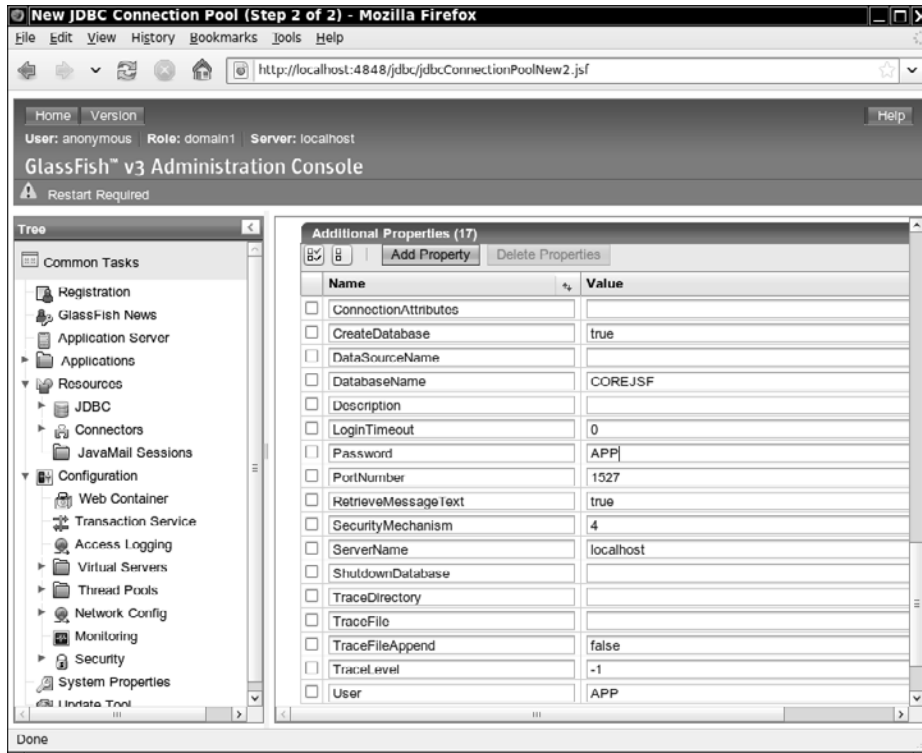 New JDBC Connection Pool (Step 2 of 2) - Mozilla Firefox
File Edit View History Bookmarks Tools Help
http://localhost:4848/jdbc/jdbcConnectionPoolNew2.jsf
Home Version Help
User: anonymous Role: domain1 Server: localhost
GlassFish™ v3 Administration Console
Restart Required
Tree
Common Tasks
Registration
GlassFish News
Application Server
Applications
Resources
JDBC
Connectors
JavaMail Sessions
Configuration
Web Container
Transaction Service
Access Logging
Virtual Servers
Thread Pools
Network Config
Monitoring
Security
System Properties
Update Tool
Additional Properties (17)
Add Property Delete Properties
Name Value
ConnectionAttributes
CreateDatabase true
DataSourceName
DatabaseName COREJSF
Description
LoginTimeout 0
Password APP
PortNumber 1527
RetrieveMessageText true
SecurityMechanism 4
ServerName localhost
ShutdownDatabase
TraceDirectory
TraceFile
TraceFileAppend false
TraceLevel -1
User APP
Done